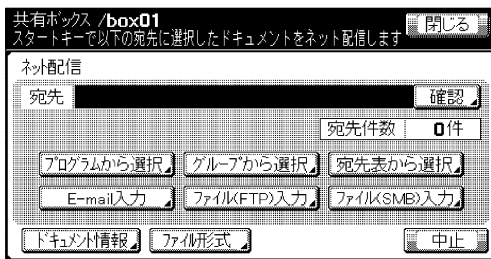 共有ボックス /box01
閉じる
スタートキーで以下の宛先に選択したドキュメントをネット配信します
ネット配信
宛先
確認
宛先件数 0件
プログラムから選択 グループから選択 宛先表から選択
E-mail入力 ファイル(FTP)入力 ファイル(SMB)入力
ドキュメント情報 ファイル形式 中止